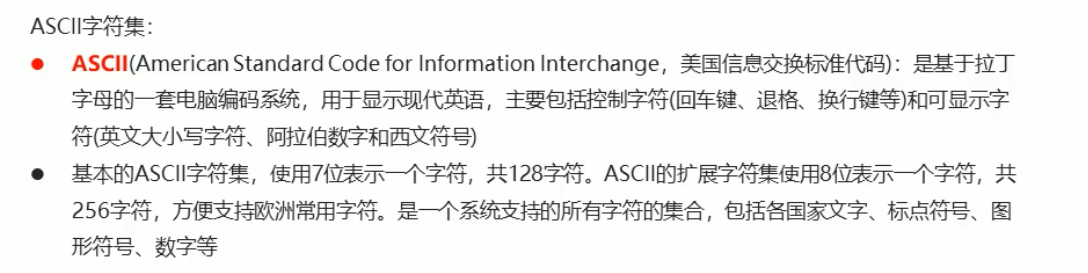 ASCII字符集：
● ASCII(American Standard Code for Information Interchange，美国信息交换标准代码)：是基于拉丁
字母的一套电脑编码系统，用于显示现代英语，主要包括控制字符(回车键、退格、换行键等)和可显示字
符(英文大小写字符、阿拉伯数字和西文符号)
● 基本的ASCII字符集，使用7位表示一个字符，共128字符。ASCII的扩展字符集使用8位表示一个字符，共
256字符，方便支持欧洲常用字符。是一个系统支持的所有字符的集合，包括各国家文字、标点符号、图
形符号、数字等